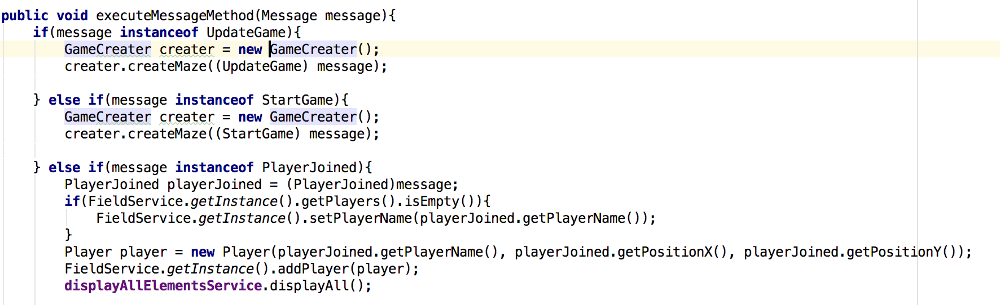 public void executeMessageMethod(Message message){
if(message instanceof UpdateGame){
GameCreater creater = new GameCreater();
creater.createMaze((UpdateGame) message);
} else if(message instanceof StartGame){
GameCreater creater = new GameCreater();
creater.createMaze((StartGame) message);
} else if(message instanceof PlayerJoined){
PlayerJoined playerJoined = (PlayerJoined)message;
if(FieldService.getInstance().getPlayers().isEmpty()){
FieldService.getInstance().setPlayerName(playerJoined.getPlayerName());
}
Player player = new Player(playerJoined.getPlayerName(), playerJoined.getPositionX(), playerJoined.getPositionY());
FieldService.getInstance().addPlayer(player);
displayAllElementsService.displayAll();